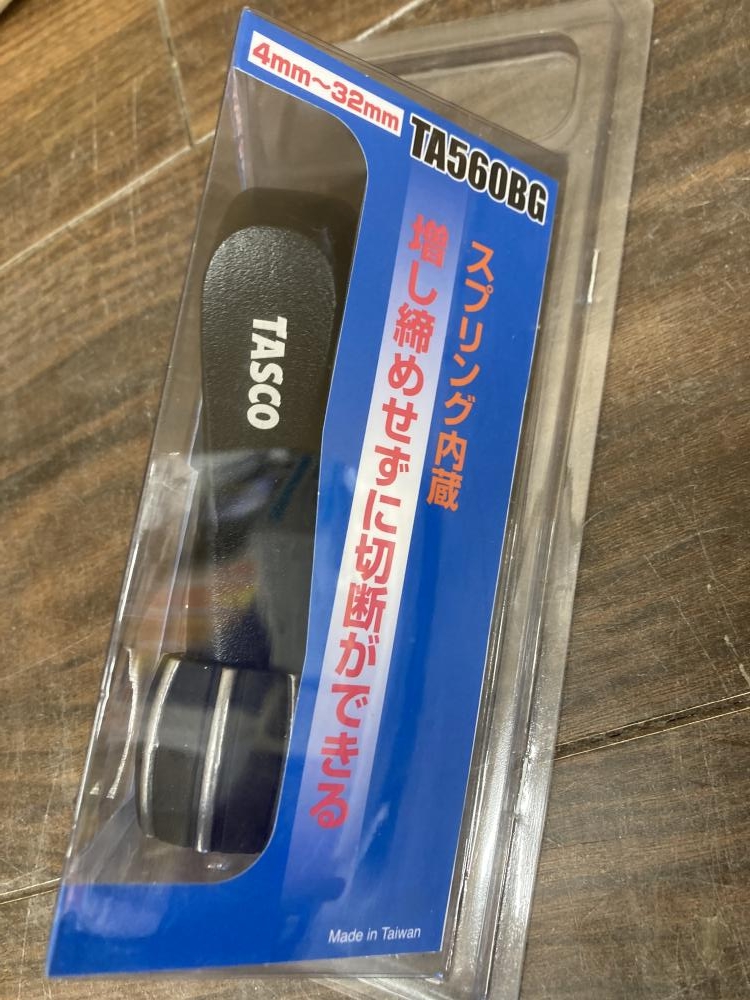 4mm～32mm
TA560BG
スプリング内蔵
増し締めせずに切断ができる
TASCO
Made in Taiwan